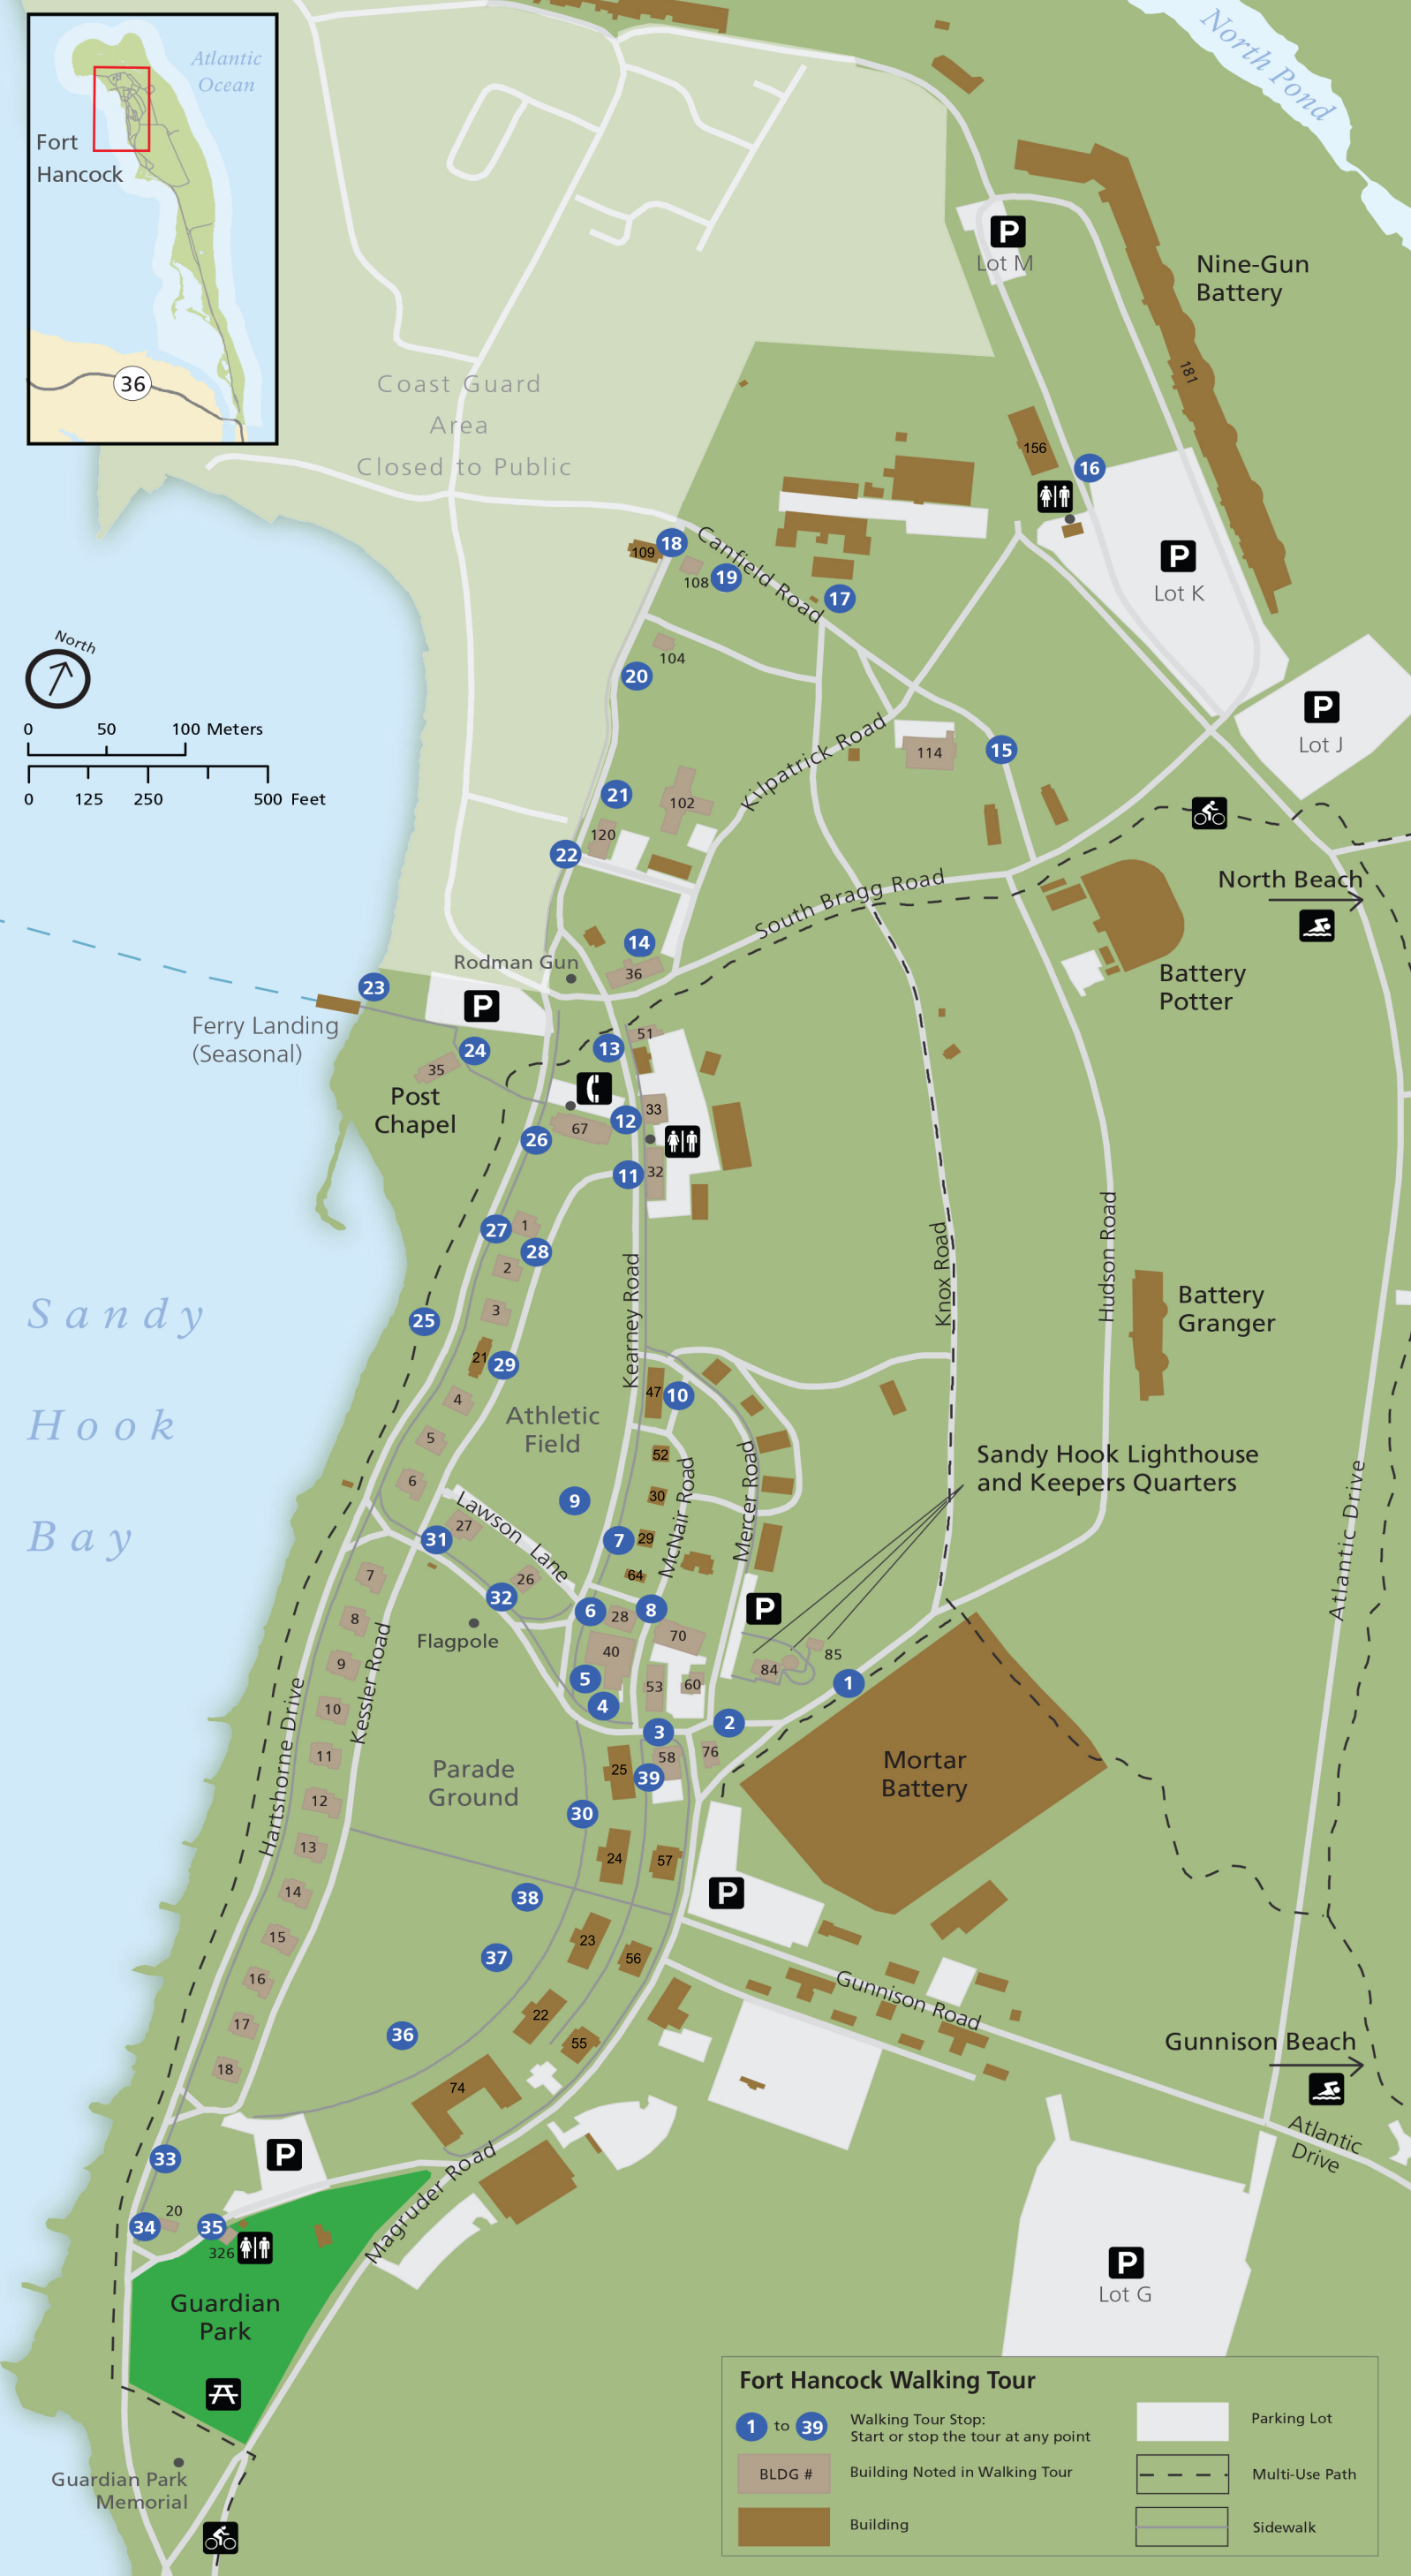 Atlantic
Ocean
Fort
Hancock
36
North Pond
P
Lot M
Nine-Gun
Battery
181
Coast Guard
Area
Closed to Public
156
16
P
Lot K
18
109
Canfield Road
108
19
17
North
104
20
P
Lot J
0 50 100 Meters
0 125 250 500 Feet
Kilpatrick Road
114
15
21
102
120
22
South Bragg Road
North Beach
14
36
Rodman Gun
Battery
Potter
23
P
Ferry Landing
(Seasonal)
24
13
51
35
Post
Chapel
33
12
67
26
11
32
27
1
28
2
3
25
21
29
Kearney Road
Knox Road
Hudson Road
Battery
Granger
Sandy
Hook
Bay
4
47
10
Athletic
Field
5
52
6
30
9
McNair Road
Mercer Road
Sandy Hook Lighthouse
and Keepers Quarters
Atlantic Drive
Lawson Lane
27
31
7
29
64
26
32
7
6
28
8
P
8
Flagpole
70
40
85
84
9
5
53
60
1
Kessler Road
10
4
2
3
Hartshorne Drive
11
76
58
25
39
Parade
Ground
Mortar
Battery
12
30
13
24
57
14
38
P
15
23
37
56
16
Gunnison Road
22
17
36
55
18
74
Gunnison Beach
Atlantic
Drive
33
P
Magruder Road
20
34
35
326
Guardian
Park
P
Lot G
Guardian Park
Memorial
Fort Hancock Walking Tour
1 to 39
Walking Tour Stop:
Start or stop the tour at any point
Parking Lot
BLDG #
Building Noted in Walking Tour
Multi-Use Path
Building
Sidewalk